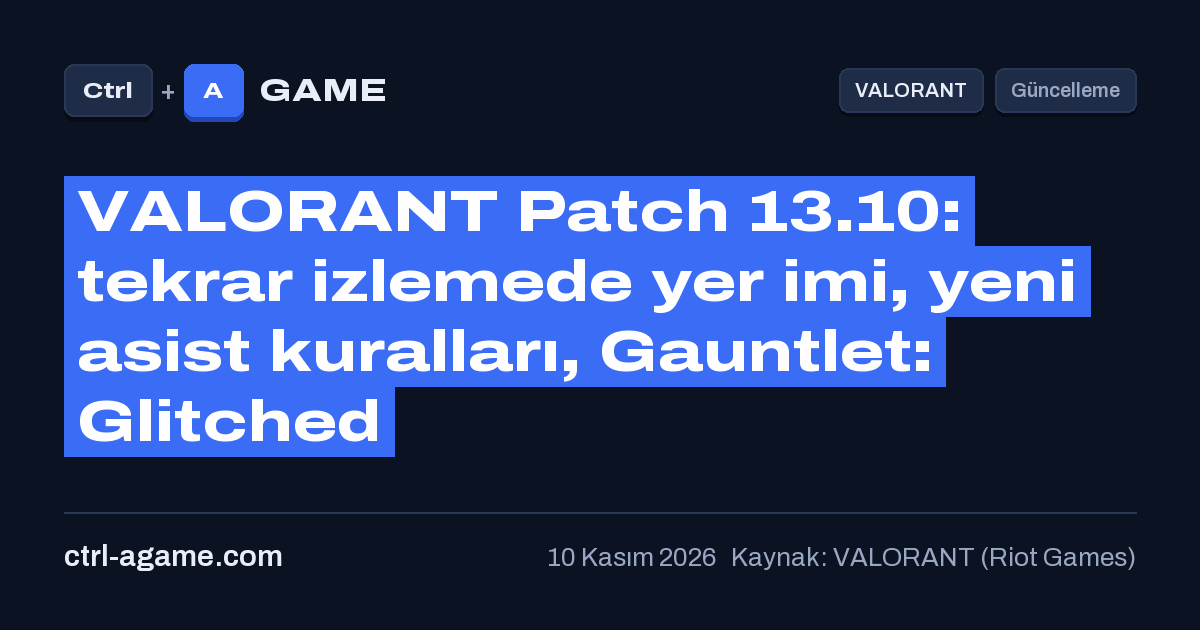 Ctrl + A GAME
VALORANT Güncelleme
VALORANT Patch 13.10:
tekrar izlemede yer imi, yeni
asist kuralları, Gauntlet:
Glitched
ctrl-agame.com
10 Kasım 2026 Kaynak: VALORANT (Riot Games)